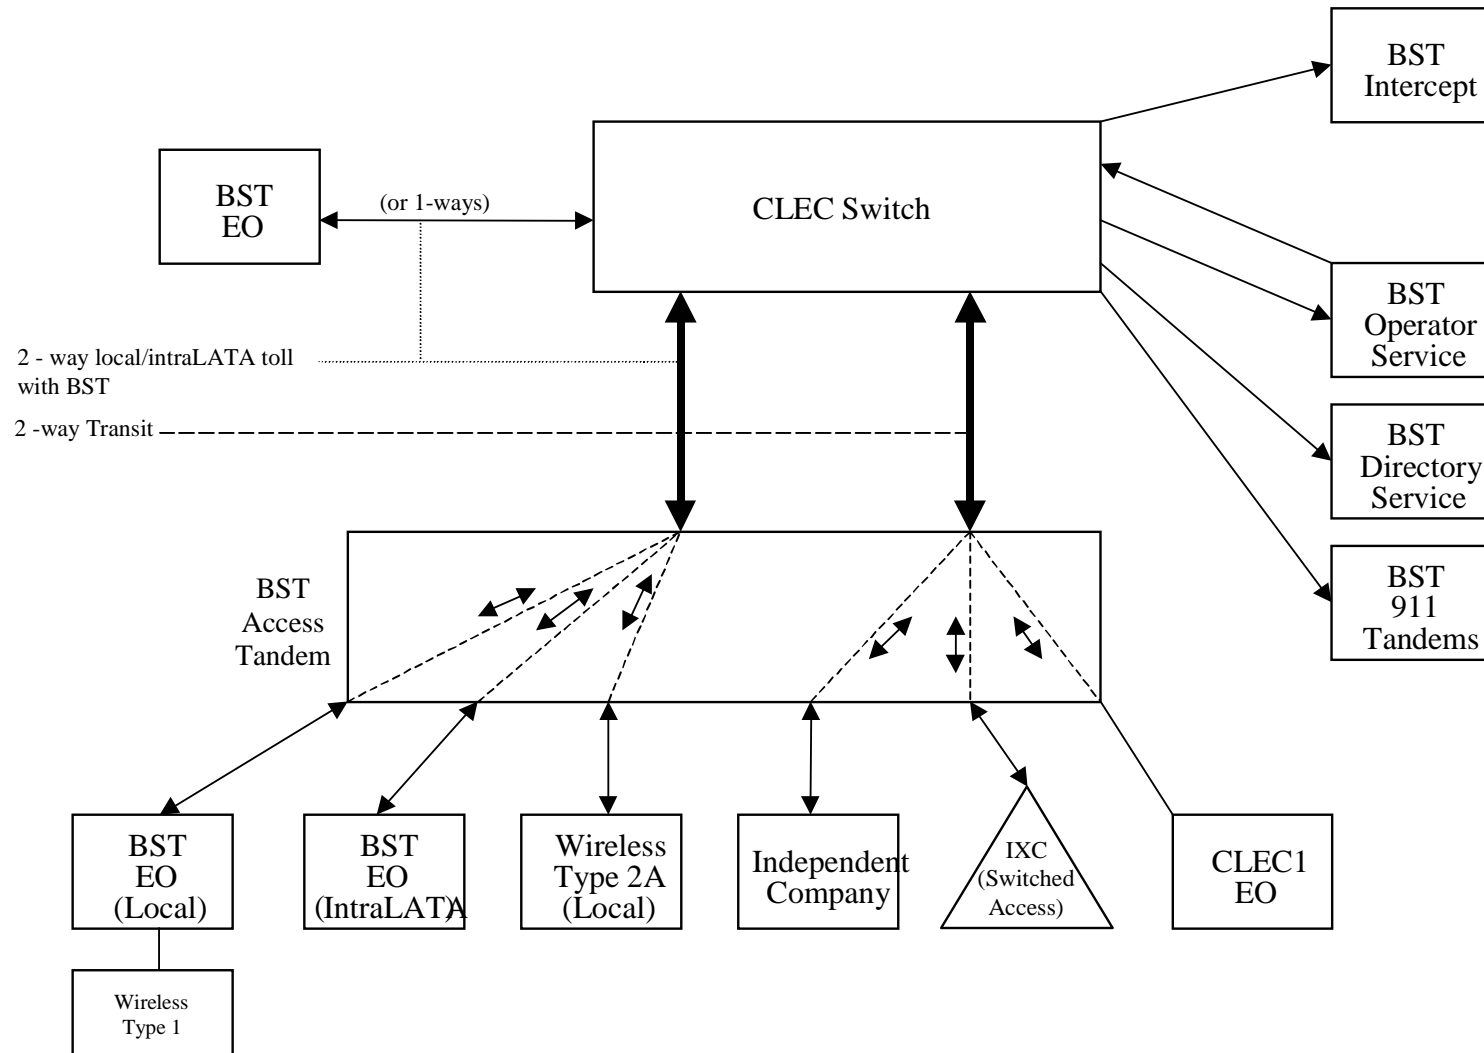 BST
Intercept
BST
EO
(or 1-ways)
CLEC Switch
BST
Operator
Service
2 - way local/intraLATA toll
with BST
2 -way Transit
BST
Directory
Service
BST
911
Tandems
BST
Access
Tandem
BST
EO
(Local)
BST
EO
(IntraLATA)
Wireless
Type 2A
(Local)
Independent
Company
IXC
(Switched
Access)
CLEC1
EO
Wireless
Type 1